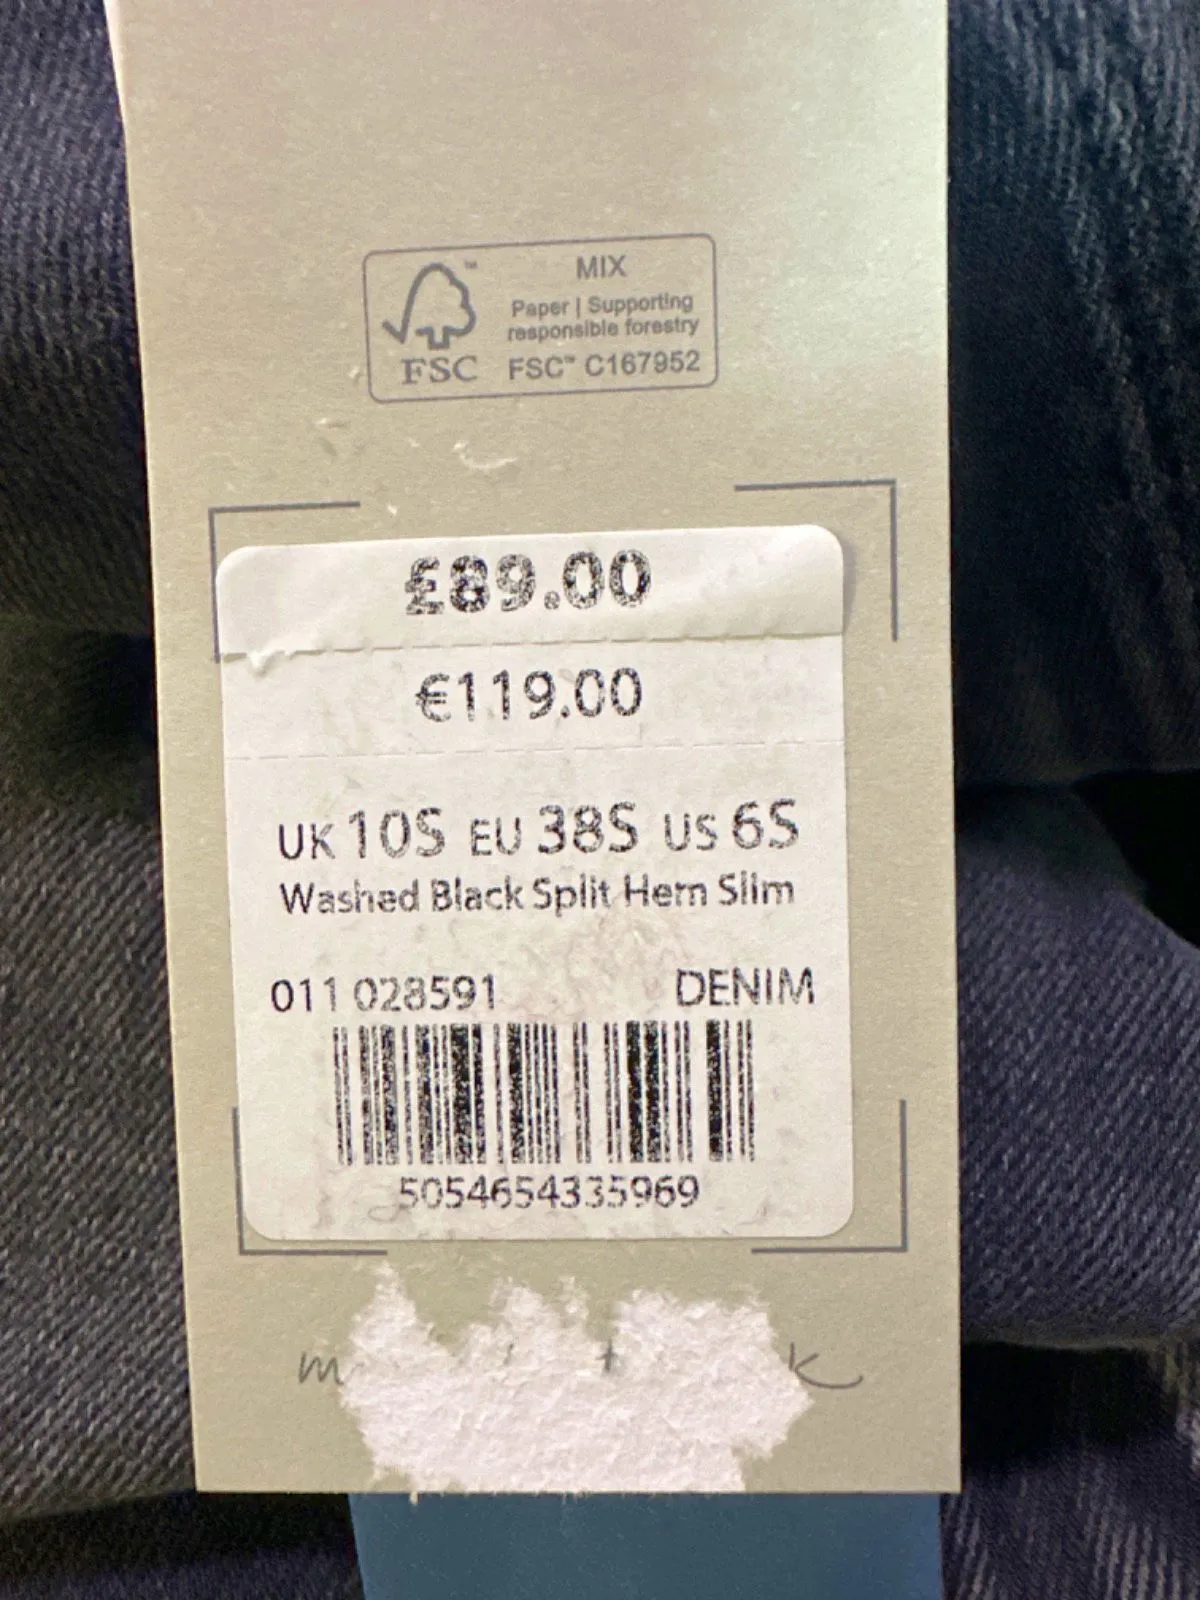 MIX
Paper | Supporting
responsible forestry
FSC™ C167952
™
FSC
£89.00
€119.00
UK 10S EU 38S US 6S
Washed Black Split Hem Slim
011 028591 DENIM
5054654335969